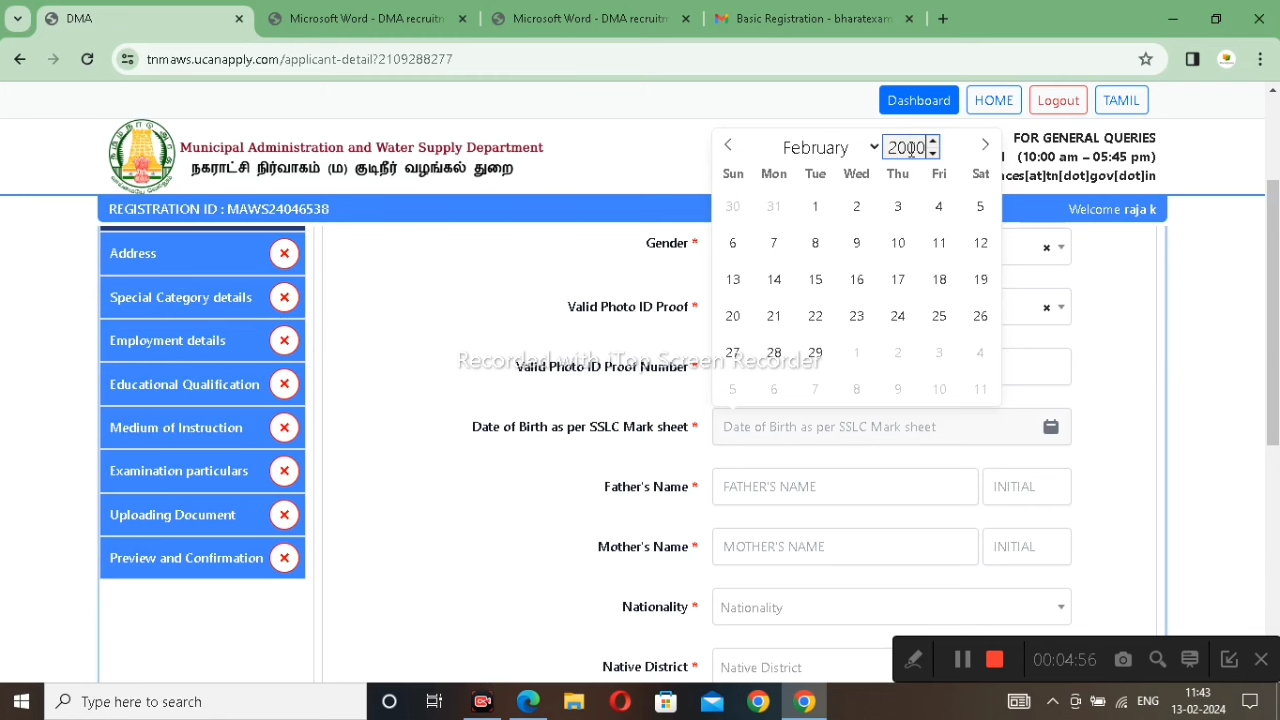 DMA
Microsoft Word - DMA recruitm
Microsoft Word - DMA recruitm
Basic Registration - bharatexam
tnmaws.ucanapply.com/applicant-detail?2109288277
Dashboard HOME Logout TAMIL
Municipal Administration and Water Supply Department
நகராட்சி நிர்வாகம் (ம) குடிநீர் வழங்கல் துறை
FOR GENERAL QUERIES
(10:00 am – 05:45 pm)
nces[at]tn[dot]gov[dot]in
REGISTRATION ID : MAWS24046538
Welcome raja k
February 2000
Sun Mon Tue Wed Thu Fri Sat
30 31 1 2 3 4 5
6 7 8 9 10 11 12
13 14 15 16 17 18 19
20 21 22 23 24 25 26
27 28 29 1 2 3 4
5 6 7 8 9 10 11
Address
Special Category details
Employment details
Educational Qualification
Medium of Instruction
Examination particulars
Uploading Document
Preview and Confirmation
Gender *
Valid Photo ID Proof *
Recorded with iTop Screen Recorder
Valid Photo ID Proof Number *
Date of Birth as per SSLC Mark sheet * Date of Birth as per SSLC Mark sheet
Father's Name * FATHER'S NAME INITIAL
Mother's Name * MOTHER'S NAME INITIAL
Nationality * Nationality
Native District * Native District
00:04:56
Type here to search
ENG
11:43
13-02-2024